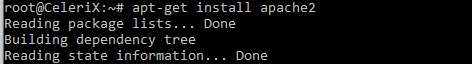 root@CeleriX:~# apt-get install apache2
Reading package lists... Done
Building dependency tree
Reading state information... Done